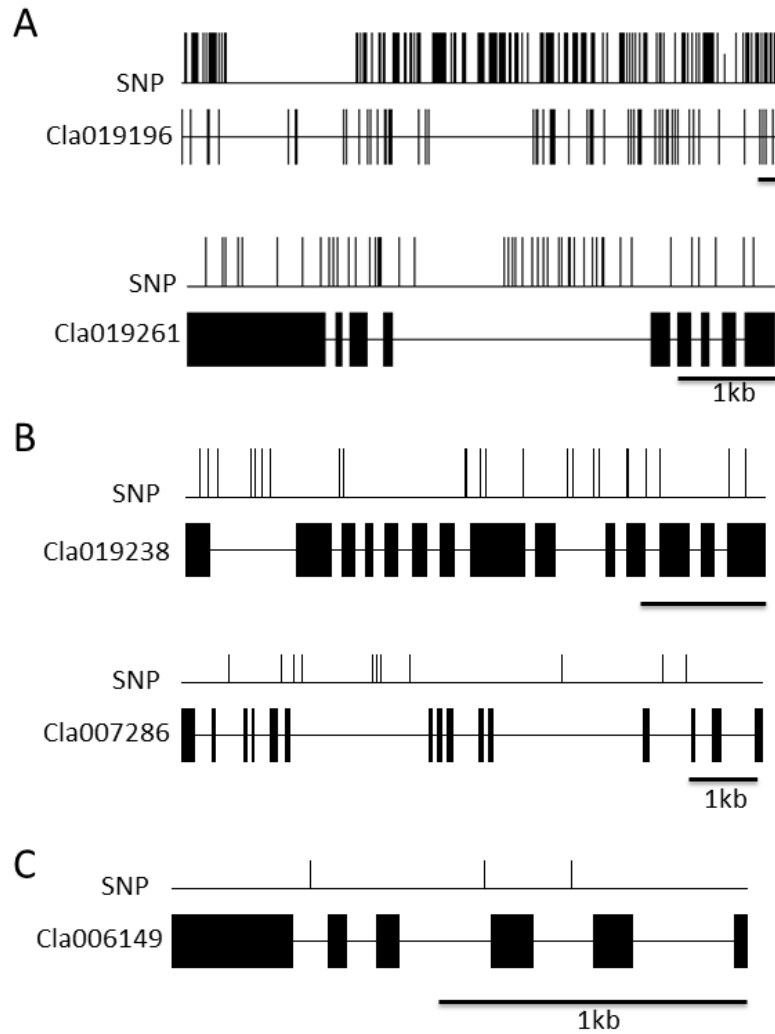 A
SNP
Cla019196
SNP
Cla019261
1kb
B
SNP
Cla019238
SNP
Cla007286
1kb
C
SNP
Cla006149
1kb